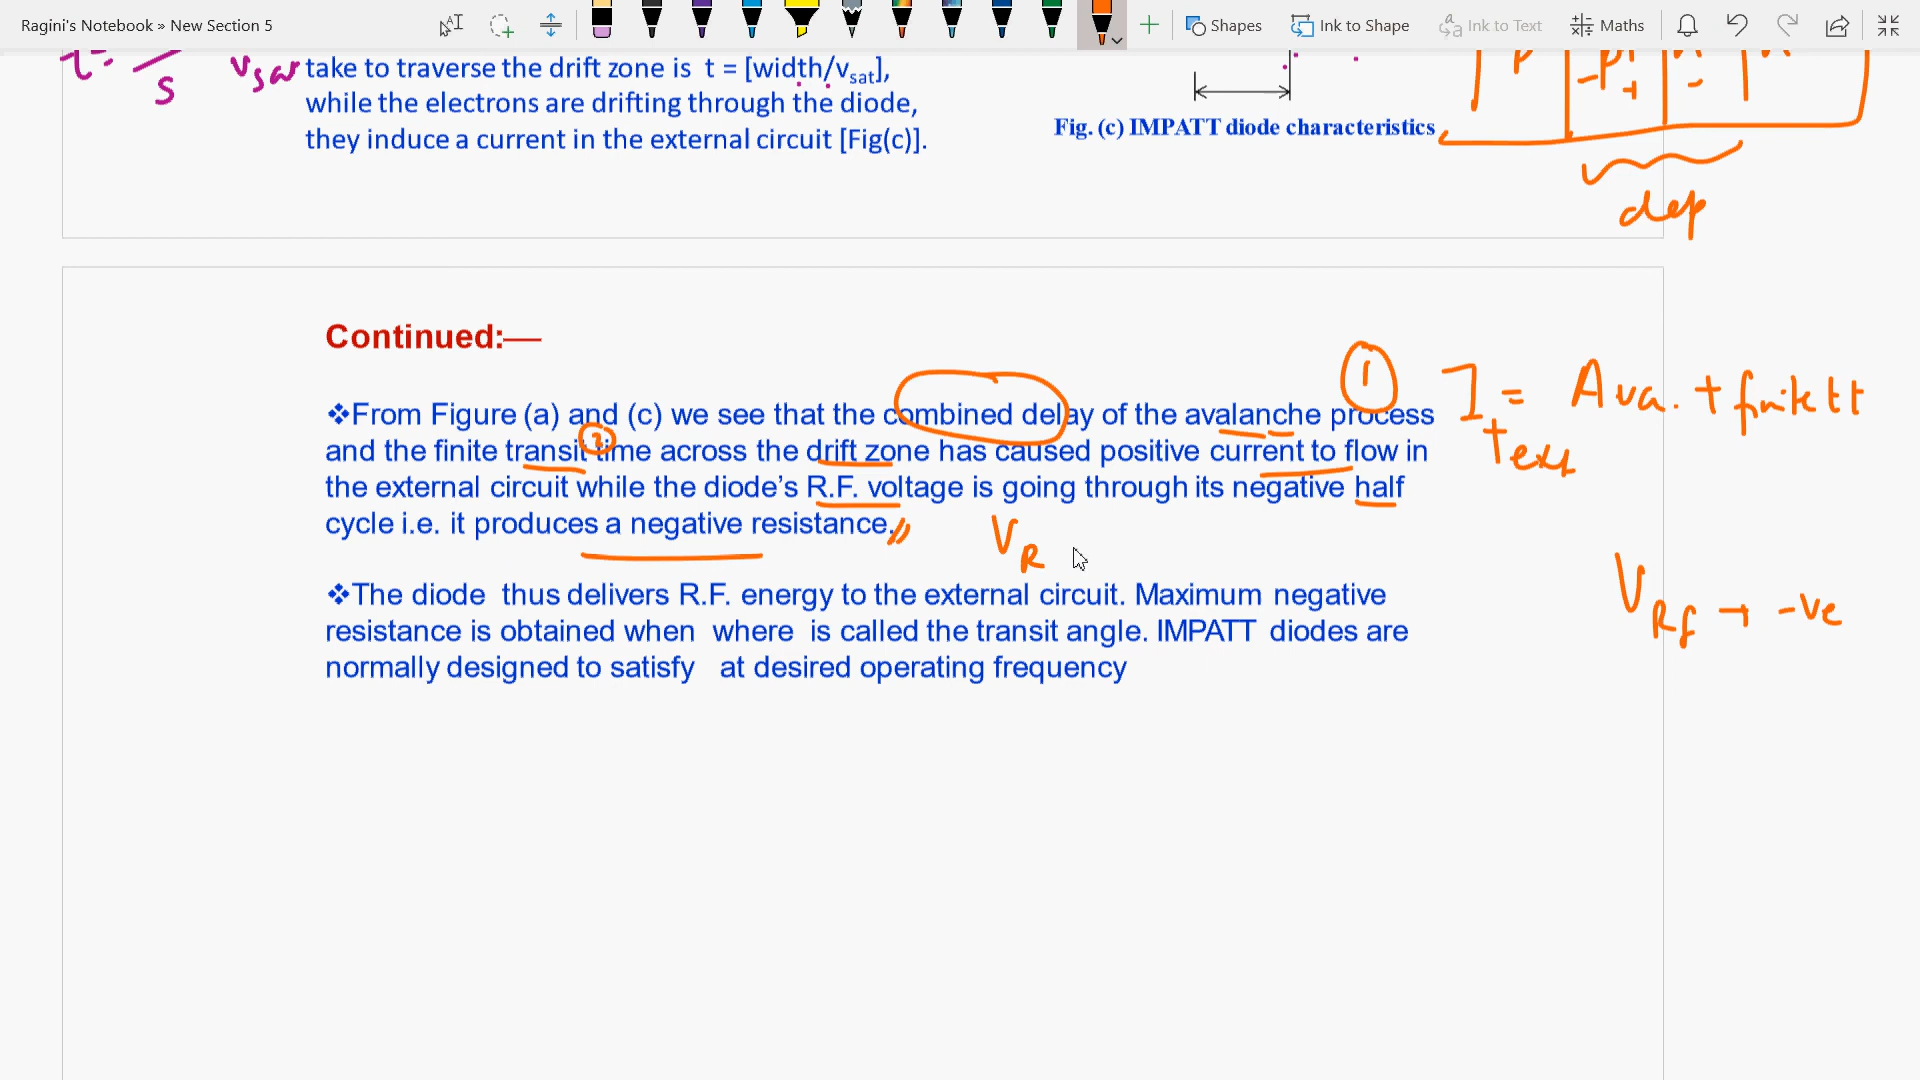 Ragini's Notebook » New Section 5
Shapes
Ink to Shape
Ink to Text
Maths
s
Vsat
take to traverse the drift zone is t = [width/vsat],
while the electrons are drifting through the diode,
they induce a current in the external circuit [Fig(c)].
Fig. (c) IMPATT diode characteristics
dep
Continued:—
❖From Figure (a) and (c) we see that the combined delay of the avalanche process
and the finite transit time across the drift zone has caused positive current to flow in
the external circuit while the diode's R.F. voltage is going through its negative half
cycle i.e. it produces a negative resistance.
1
2
I = Ava. + finite tt
text
VR
VRf → -ve
❖The diode thus delivers R.F. energy to the external circuit. Maximum negative
resistance is obtained when where is called the transit angle. IMPATT diodes are
normally designed to satisfy at desired operating frequency